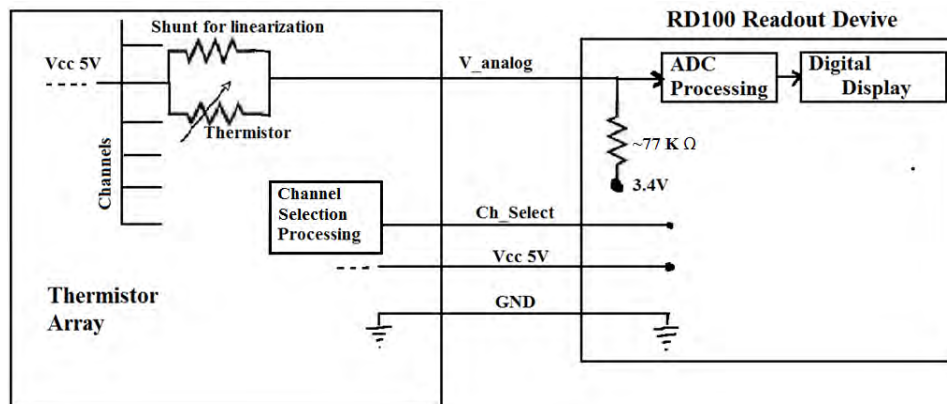 RD100 Readout Devive
Shunt for linearization
Vcc 5V
V_analog
ADC
Processing
Digital
Display
Thermistor
~77 K Ω
3.4V
Channels
Channel
Selection
Processing
Ch_Select
Vcc 5V
Thermistor
Array
GND